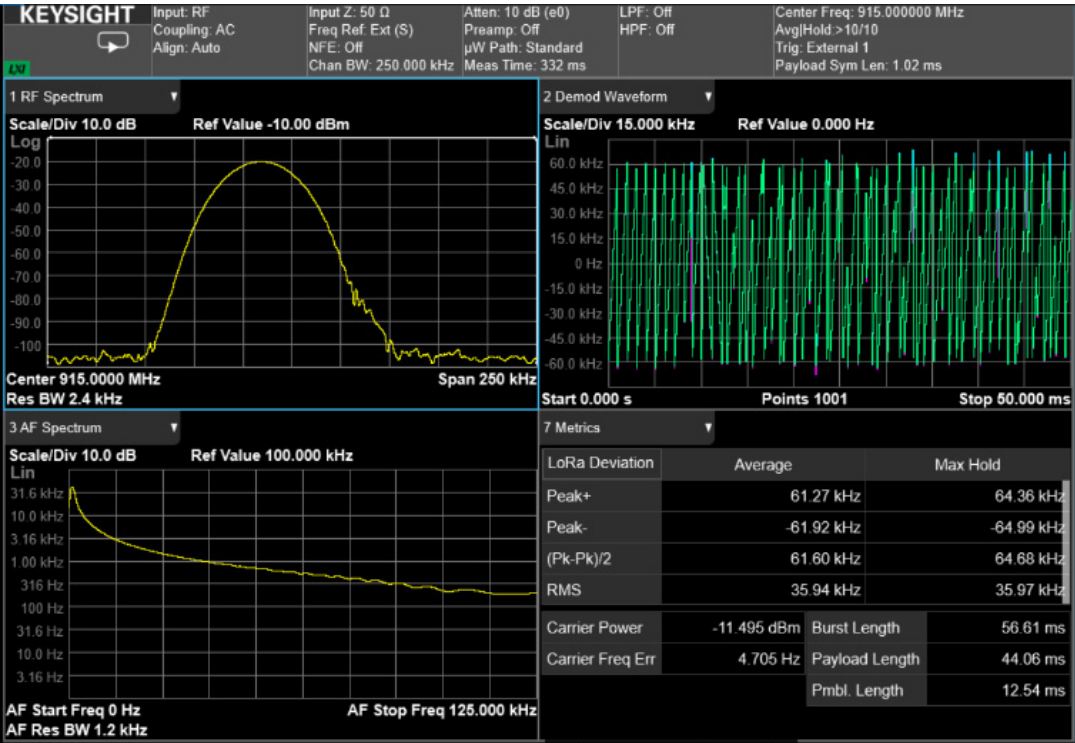 KEYSIGHT
LXI
Input: RF
Coupling: AC
Align: Auto
Input Z: 50 Ω
Freq Ref: Ext (S)
NFE: Off
Chan BW: 250.000 kHz
Atten: 10 dB (e0)
Preamp: Off
µW Path: Standard
Meas Time: 332 ms
LPF: Off
HPF: Off
Center Freq: 915.000000 MHz
Avg|Hold:>10/10
Trig: External 1
Payload Sym Len: 1.02 ms
1 RF Spectrum
Scale/Div 10.0 dB
Ref Value -10.00 dBm
Log
-20.0
-30.0
-40.0
-50.0
-60.0
-70.0
-80.0
-90.0
-100
Center 915.0000 MHz
Span 250 kHz
Res BW 2.4 kHz
2 Demod Waveform
Scale/Div 15.000 kHz
Ref Value 0.000 Hz
Lin
60.0 kHz
45.0 kHz
30.0 kHz
15.0 kHz
0 Hz
-15.0 kHz
-30.0 kHz
-45.0 kHz
-60.0 kHz
Start 0.000 s
Points 1001
Stop 50.000 ms
3 AF Spectrum
Scale/Div 10.0 dB
Ref Value 100.000 kHz
Lin
31.6 kHz
10.0 kHz
3.16 kHz
1.00 kHz
316 Hz
100 Hz
31.6 Hz
10.0 Hz
3.16 Hz
AF Start Freq 0 Hz
AF Stop Freq 125.000 kHz
AF Res BW 1.2 kHz
7 Metrics
LoRa Deviation Average Max Hold
Peak+ 61.27 kHz 64.36 kHz
Peak- -61.92 kHz -64.99 kHz
(Pk-Pk)/2 61.60 kHz 64.68 kHz
RMS 35.94 kHz 35.97 kHz
Carrier Power -11.495 dBm Burst Length 56.61 ms
Carrier Freq Err 4.705 Hz Payload Length 44.06 ms
Pmbl. Length 12.54 ms